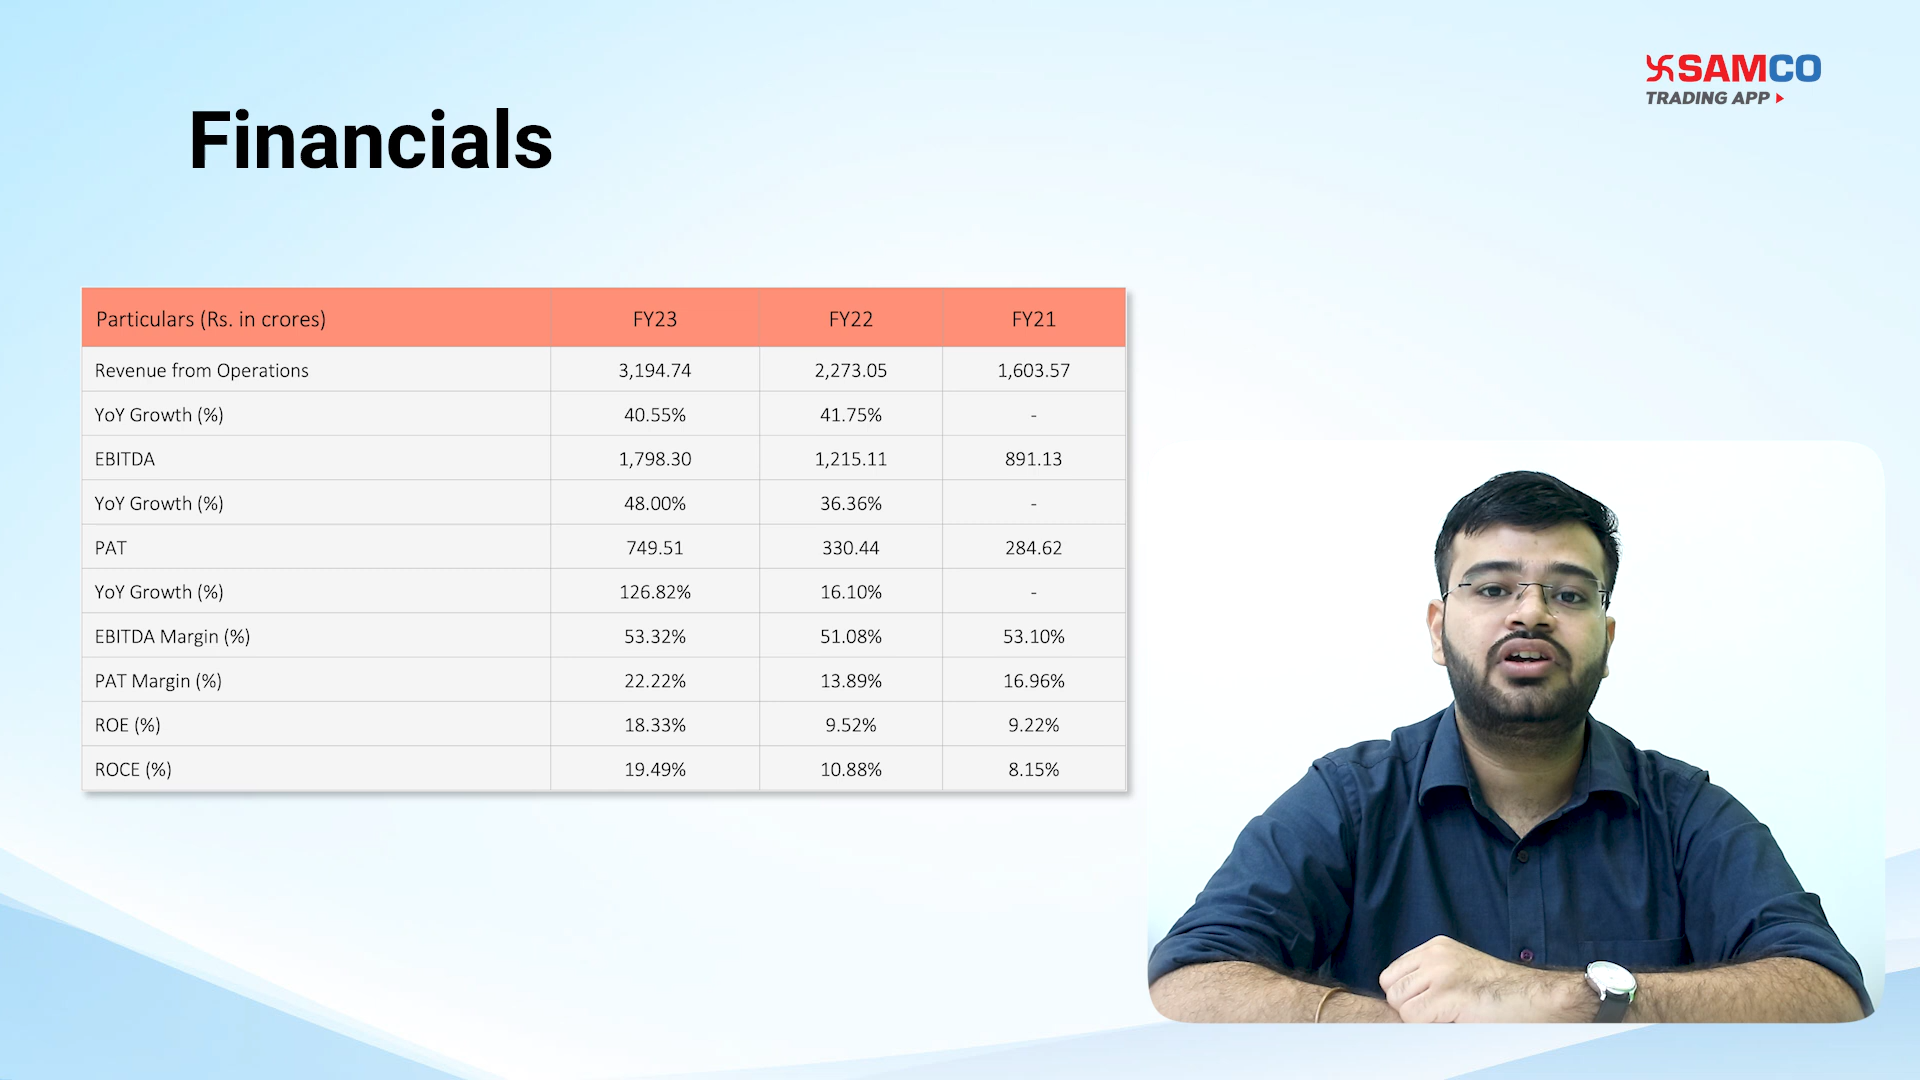 SAMCO
TRADING APP
Financials
Particulars (Rs. in crores) FY23 FY22 FY21
Revenue from Operations 3,194.74 2,273.05 1,603.57
YoY Growth (%) 40.55% 41.75% -
EBITDA 1,798.30 1,215.11 891.13
YoY Growth (%) 48.00% 36.36% -
PAT 749.51 330.44 284.62
YoY Growth (%) 126.82% 16.10% -
EBITDA Margin (%) 53.32% 51.08% 53.10%
PAT Margin (%) 22.22% 13.89% 16.96%
ROE (%) 18.33% 9.52% 9.22%
ROCE (%) 19.49% 10.88% 8.15%